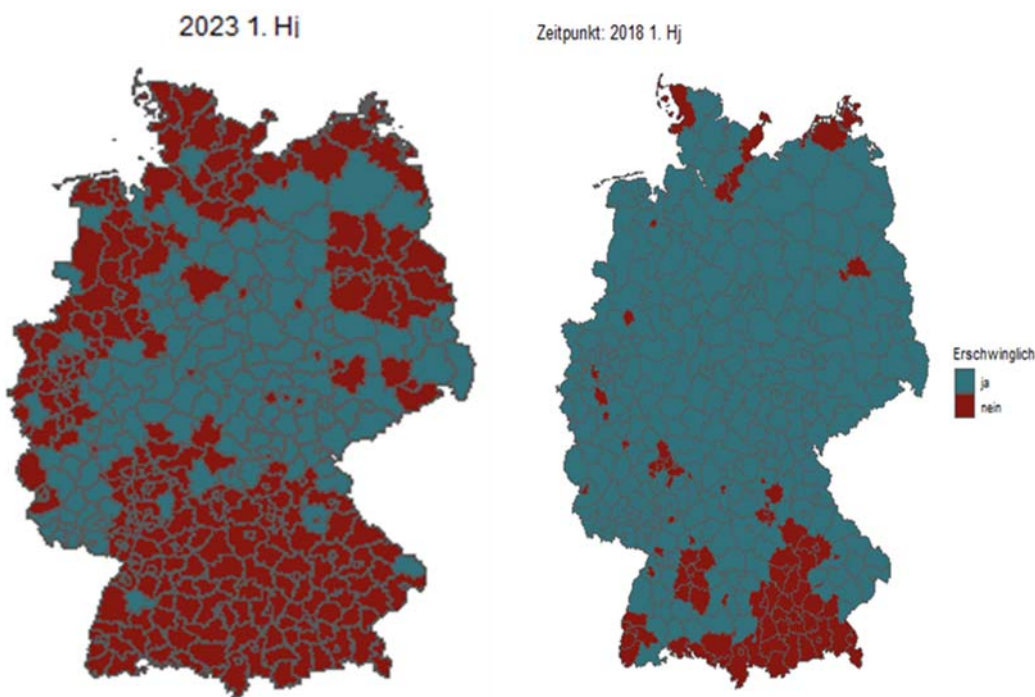 2023 1. Hj
Zeitpunkt: 2018 1. Hj
Erschwinglich
ja
nein